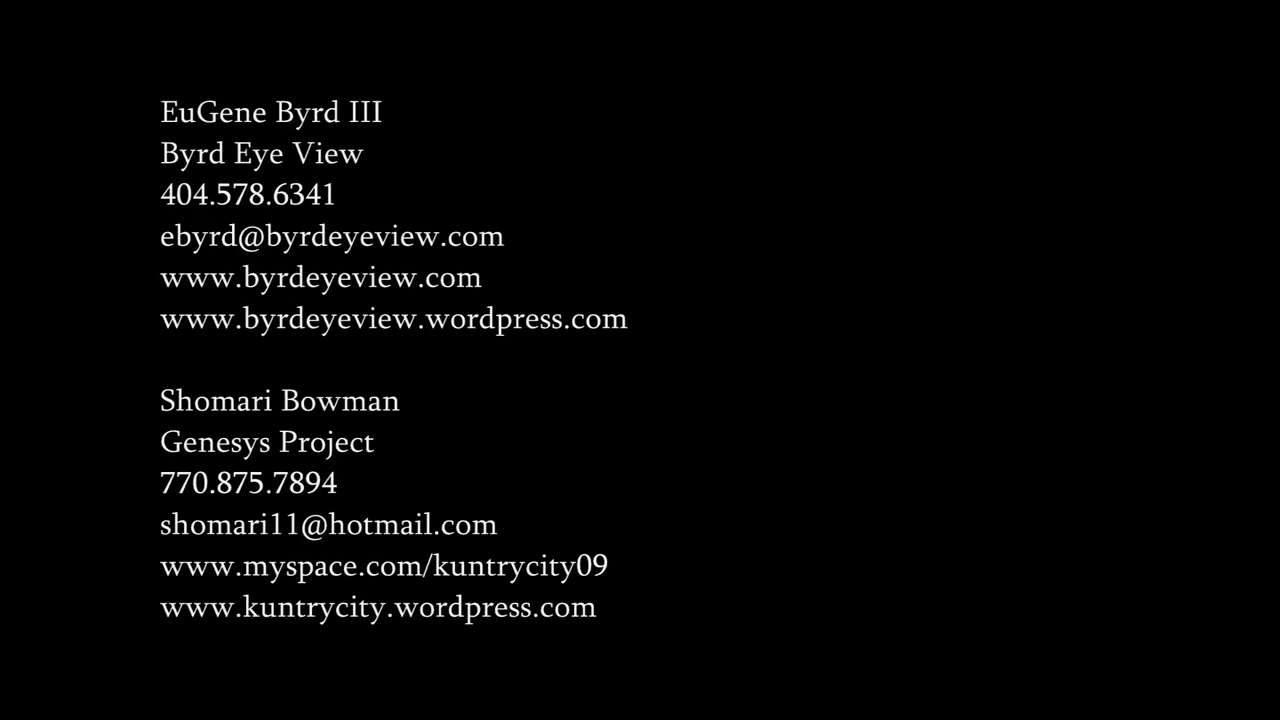 EuGene Byrd III
Byrd Eye View
404.578.6341
ebyrd@byrdeyeview.com
www.byrdeyeview.com
www.byrdeyeview.wordpress.com
Shomari Bowman
Genesys Project
770.875.7894
shomari11@hotmail.com
www.myspace.com/kuntrycity09
www.kuntrycity.wordpress.com